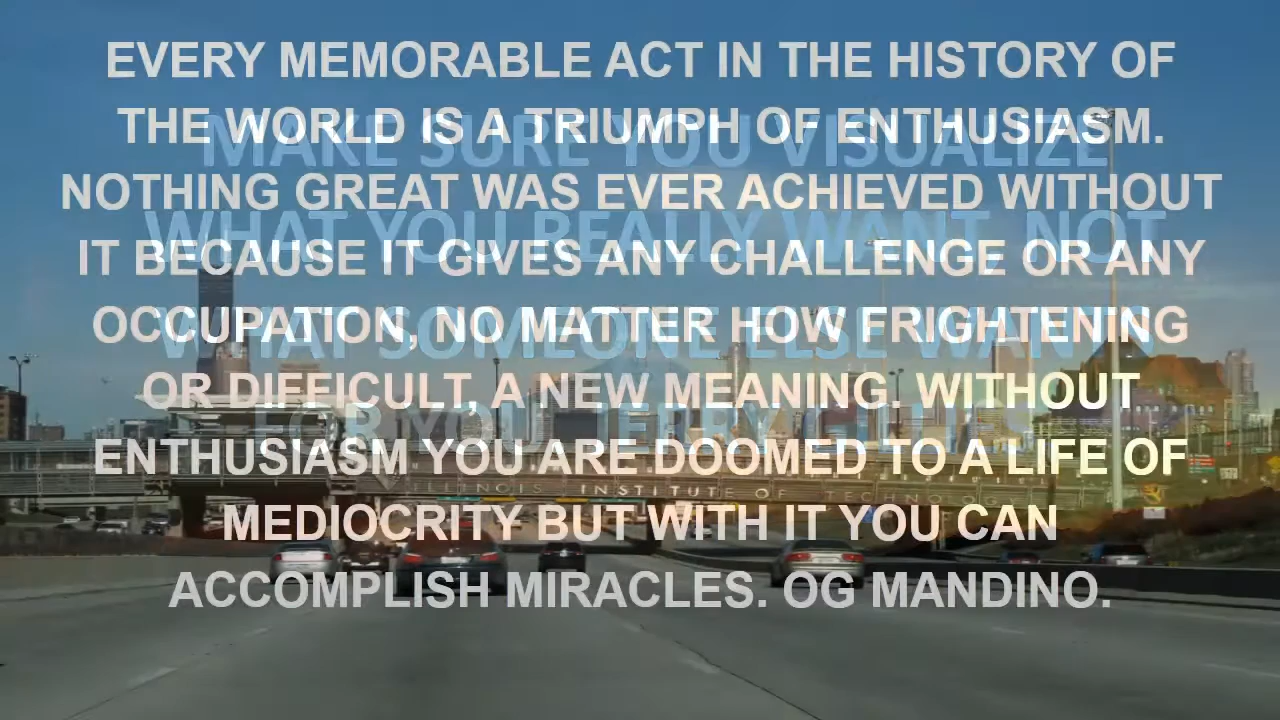 EVERY MEMORABLE ACT IN THE HISTORY OF
THE WORLD IS A TRIUMPH OF ENTHUSIASM.
NOTHING GREAT WAS EVER ACHIEVED WITHOUT
IT BECAUSE IT GIVES ANY CHALLENGE OR ANY
OCCUPATION, NO MATTER HOW FRIGHTENING
OR DIFFICULT, A NEW MEANING. WITHOUT
ENTHUSIASM YOU ARE DOOMED TO A LIFE OF
MEDIOCRITY BUT WITH IT YOU CAN
ACCOMPLISH MIRACLES. OG MANDINO.
MAKE SURE YOU VISUALIZE
WHAT YOU REALLY WANT, NOT
WHAT SOMEONE ELSE WANTS
FOR YOU. JERRY GILLIES
ILLINOIS INSTITUTE OF TECHNOLOGY